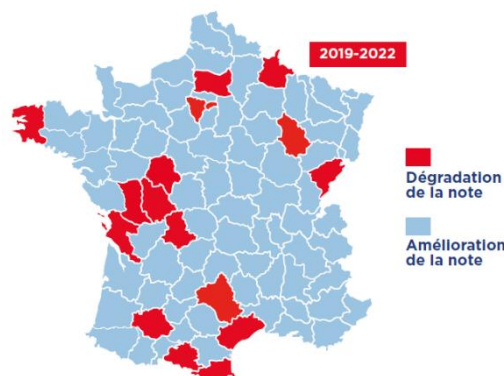 2019-2022
Dégradation
de la note
Amélioration
de la note